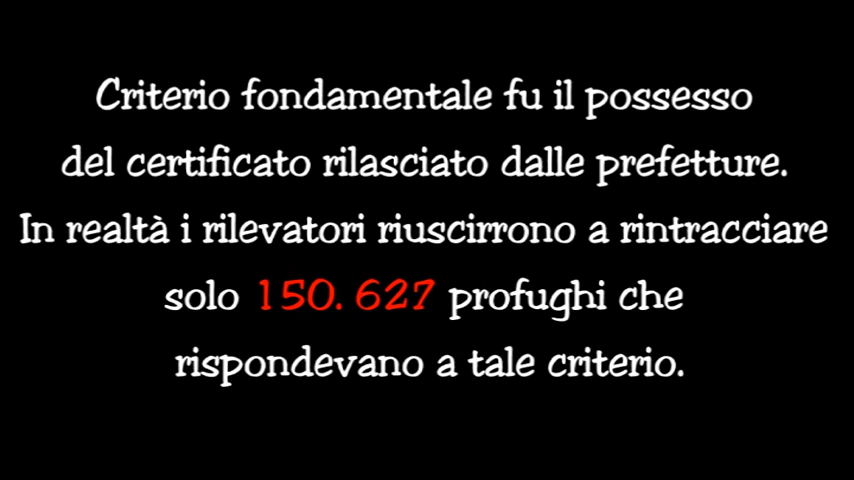 Criterio fondamentale fu il possesso
del certificato rilasciato dalle prefetture.
In realtà i rilevatori riuscirrono a rintracciare
solo 150. 627 profughi che
rispondevano a tale criterio.